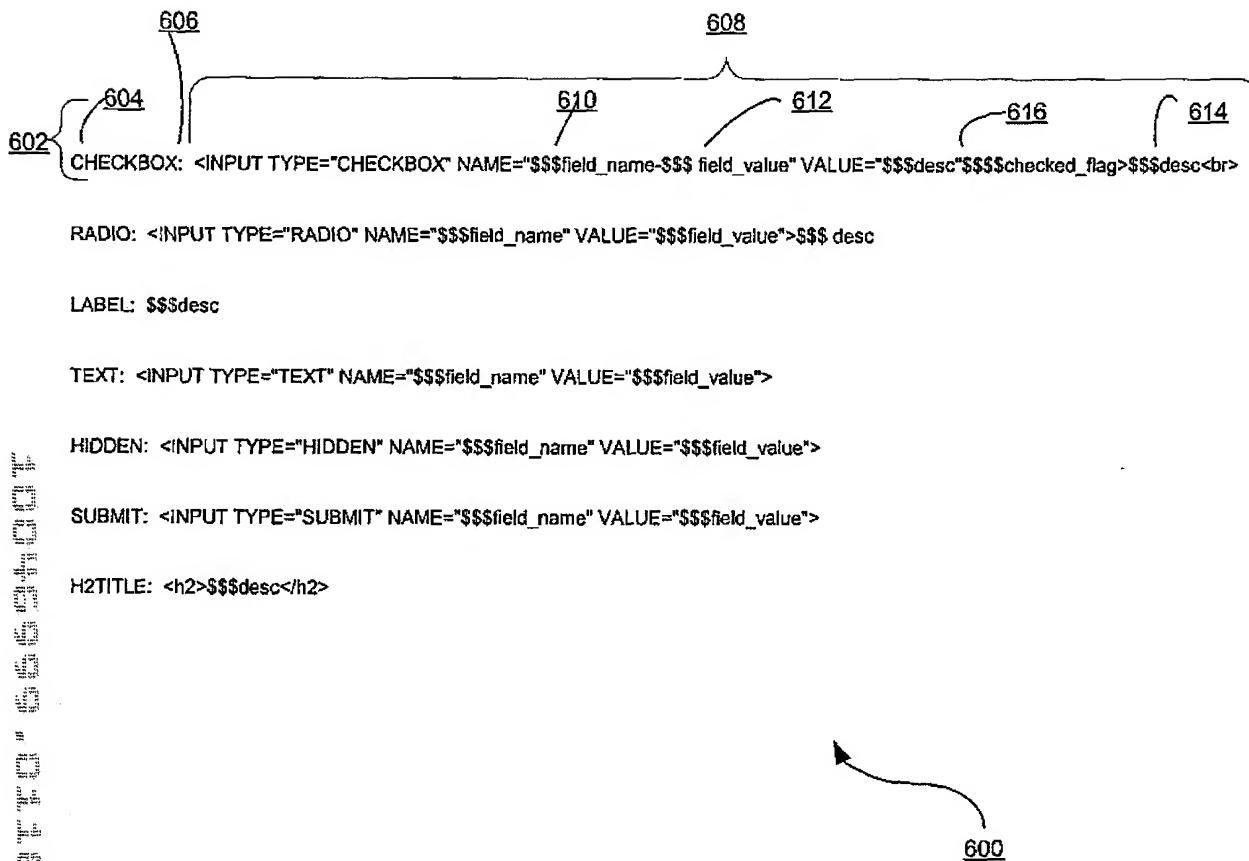 606 608
604 610 612 616 614
602
CHECKBOX: <INPUT TYPE="CHECKBOX" NAME="$$$field_name-$$$ field_value" VALUE="$$$desc"$$$$checked_flag>$$$desc<br>
RADIO: <INPUT TYPE="RADIO" NAME="$$$field_name" VALUE="$$$field_value">$$$ desc
LABEL: $$$desc
TEXT: <INPUT TYPE="TEXT" NAME="$$$field_name" VALUE="$$$field_value">
HIDDEN: <INPUT TYPE="HIDDEN" NAME="$$$field_name" VALUE="$$$field_value">
SUBMIT: <INPUT TYPE="SUBMIT" NAME="$$$field_name" VALUE="$$$field_value">
H2TITLE: <h2>$$$desc</h2>
600